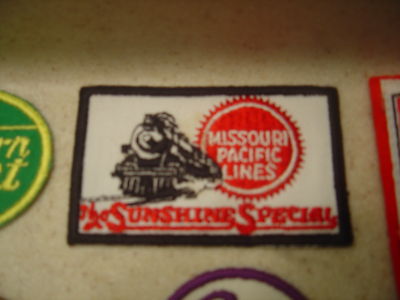 MISSOURI
PACIFIC
LINES
The SUNSHINE SPECIAL